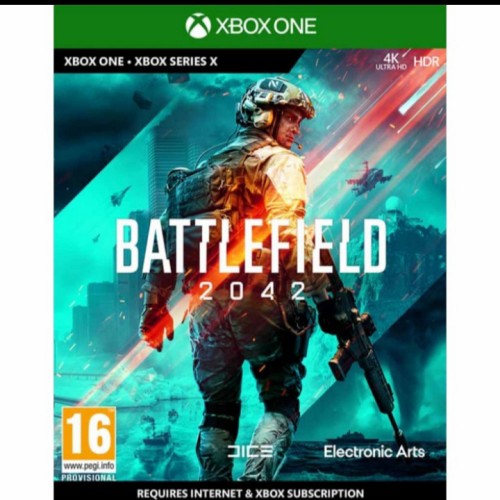 XBOX ONE
XBOX ONE • XBOX SERIES X
4K
ULTRA HD
HDR
BATTLEFIELD
2042
16
www.pegi.info
PROVISIONAL
DICE
Electronic Arts
REQUIRES INTERNET & XBOX SUBSCRIPTION